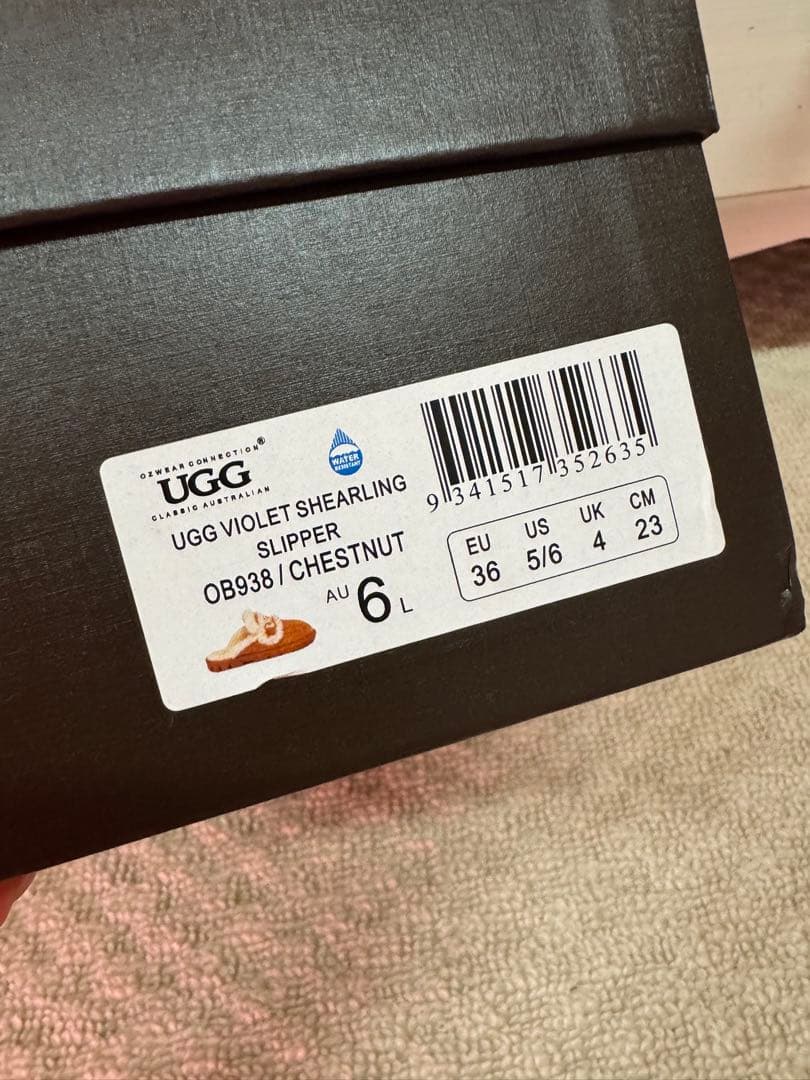 OZWEAR CONNECTION®
UGG
CLASSIC AUSTRALIAN
WATER
RESISTANT
UGG VIOLET SHEARLING
SLIPPER
OB938 / CHESTNUT
AU 6 L
9 341517 352635
EU US UK CM
36 5/6 4 23